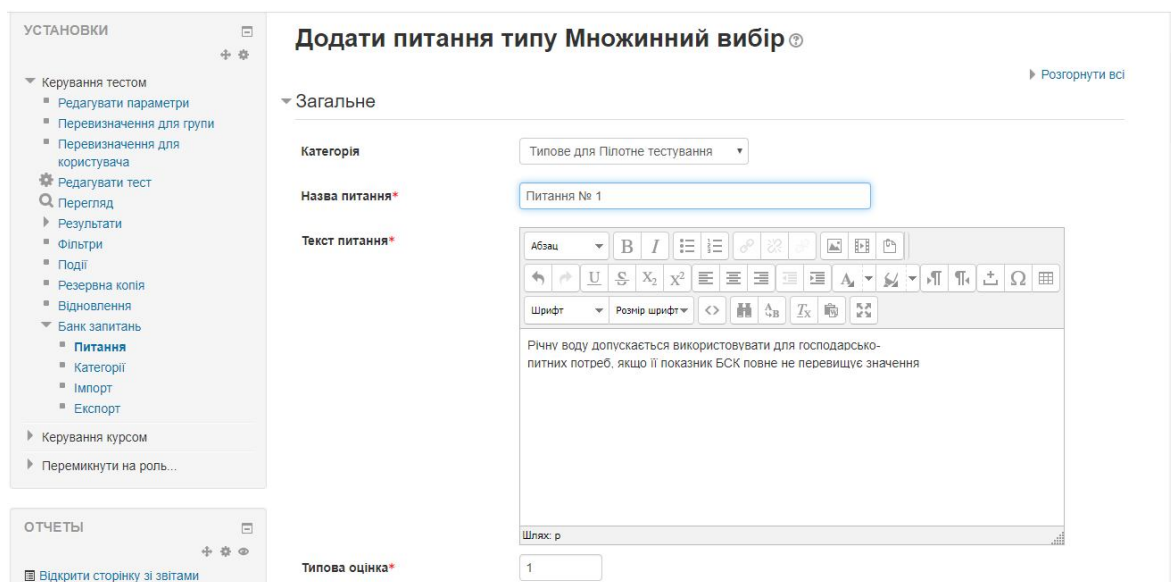 УСТАНОВКИ
Керування тестом
Редагувати параметри
Перевизначення для групи
Перевизначення для
користувача
Редагувати тест
Перегляд
Результати
Фільтри
Події
Резервна копія
Відновлення
Банк запитань
Питання
Категорії
Імпорт
Експорт
Керування курсом
Перемикнути на роль...
ОТЧЕТЫ
Відкрити сторінку зі звітами
Додати питання типу Множинний вибір
Розгорнути всі
Загальне
Категорія
Типове для Пілотне тестування
Назва питання*
Питання № 1
Текст питання*
Абзац
Шрифт Розмір шрифту
Річну воду допускається використовувати для господарсько-
питних потреб, якщо її показник БСК повне не перевищує значення
Шлях: p
Типова оцінка*
1